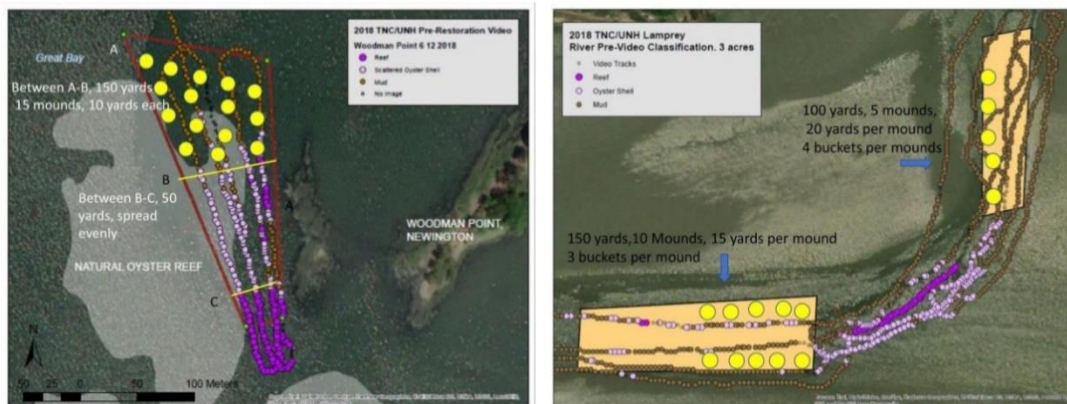 2018 TNC/UNH Pre-Restoration Video
Woodman Point 6 12 2018
Reef
Scattered Oyster Shell
Mud
No Image
A
Great Bay
Between A-B, 150 yards
15 mounds, 10 yards each
B
Between B-C, 50
yards, spread
evenly
A
WOODMAN POINT,
NEWINGTON
NATURAL OYSTER REEF
C
N
50 25 0 50 100 Meters
2018 TNC/UNH Lamprey
River Pre-Video Classification. 3 acres
Video Tracks
Reef
Oyster Shell
Mud
100 yards, 5 mounds,
20 yards per mound
4 buckets per mounds
150 yards,10 Mounds, 15 yards per mound
3 buckets per mound